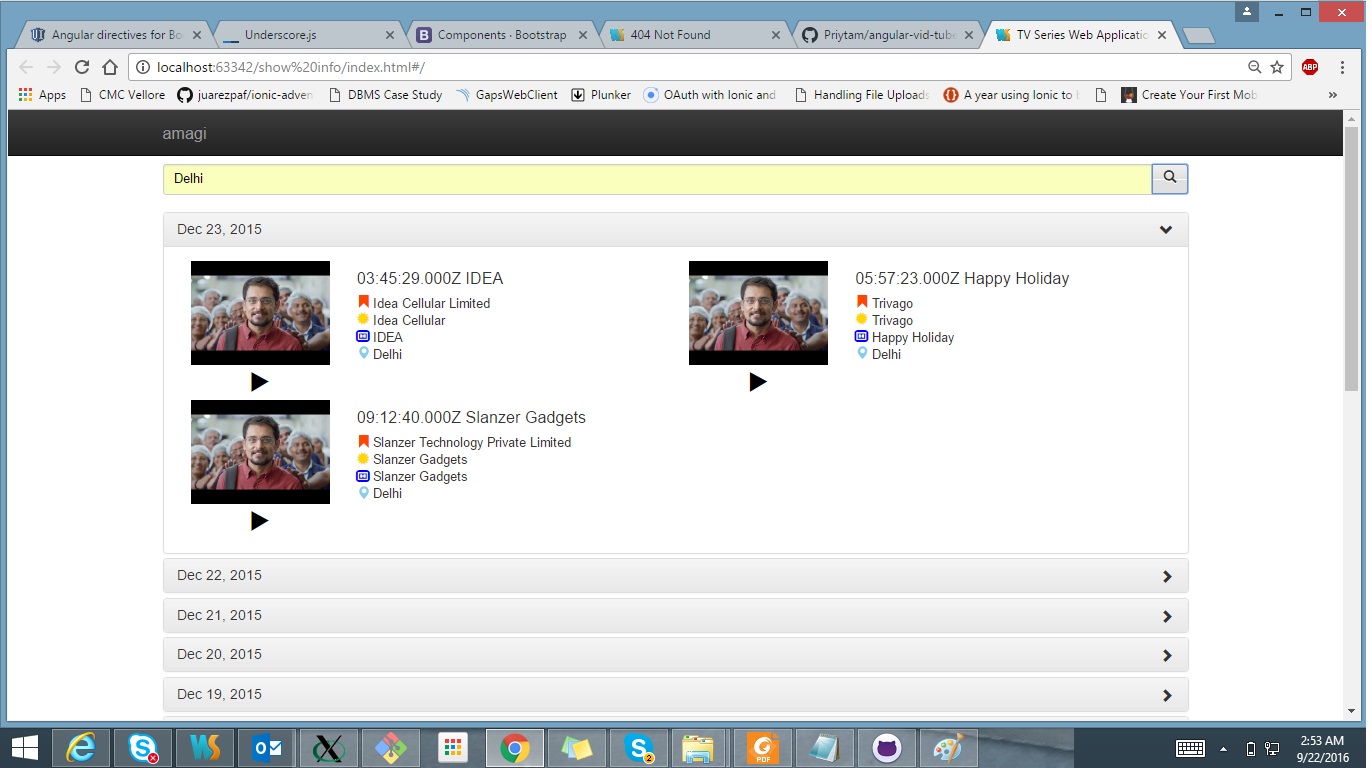 Angular directives for Bo
Underscore.js
Components · Bootstrap
404 Not Found
Priytam/angular-vid-tube
TV Series Web Applicatio
localhost:63342/show%20info/index.html#/
ABP
Apps
CMC Vellore
juarezpaf/ionic-adven
DBMS Case Study
GapsWebClient
Plunker
OAuth with Ionic and
Handling File Uploads
A year using Ionic to b
Create Your First Mob
»
amagi
Delhi
Dec 23, 2015
03:45:29.000Z IDEA
Idea Cellular Limited
Idea Cellular
IDEA
Delhi
05:57:23.000Z Happy Holiday
Trivago
Trivago
Happy Holiday
Delhi
09:12:40.000Z Slanzer Gadgets
Slanzer Technology Private Limited
Slanzer Gadgets
Slanzer Gadgets
Delhi
Dec 22, 2015
Dec 21, 2015
Dec 20, 2015
Dec 19, 2015
2:53 AM
9/22/2016